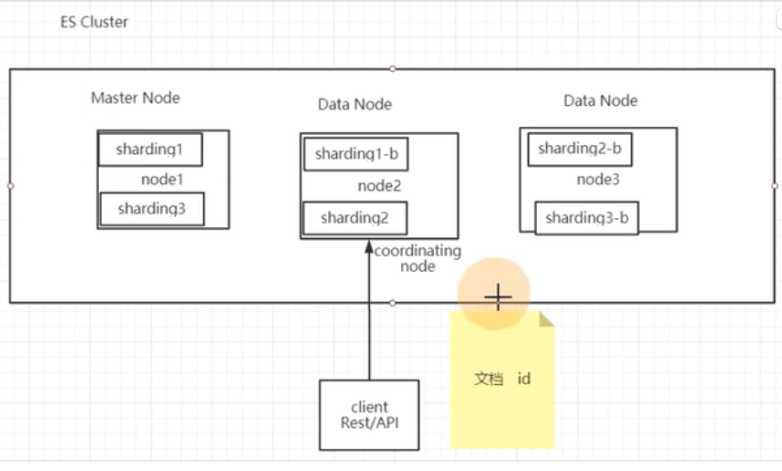 ES Cluster
Master Node
Data Node
Data Node
sharding1
node1
sharding3
sharding1-b
node2
sharding2
sharding2-b
node3
sharding3-b
coordinating
node
client
Rest/API
文档 id